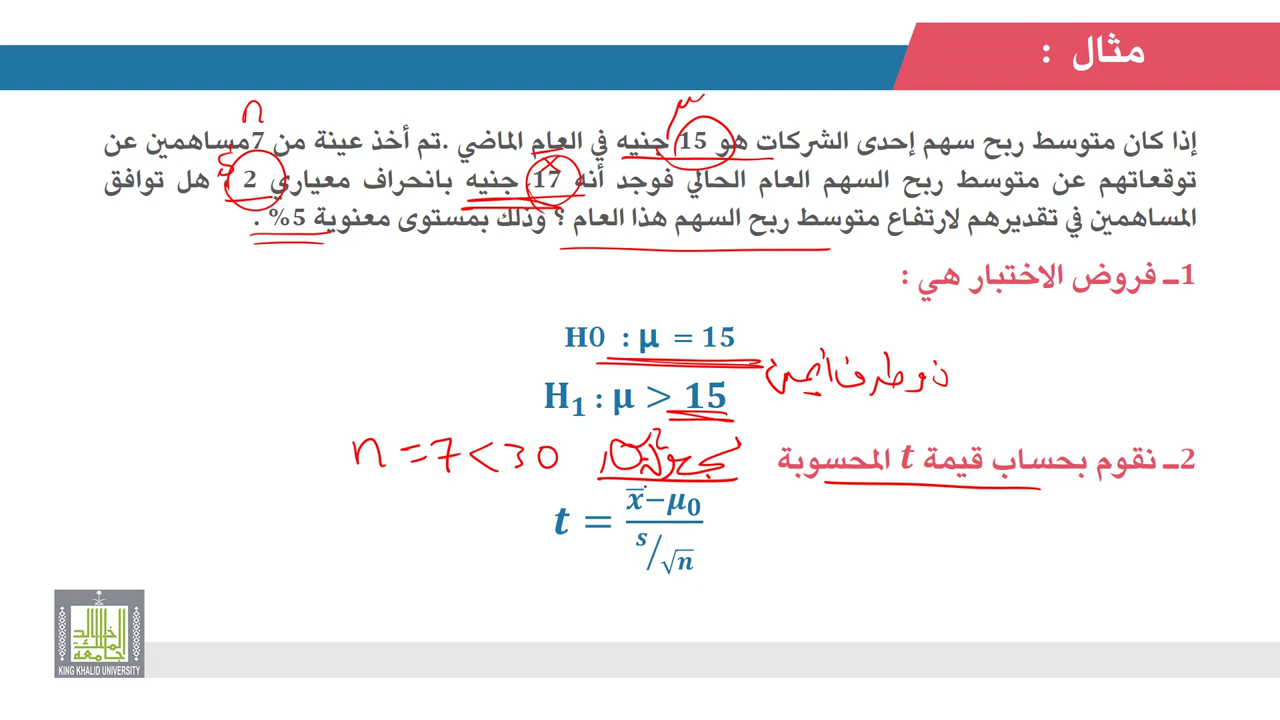 مثال :
إذا كان متوسط ربح سهم إحدى الشركات هو 15 جنيه في العام الماضي .تم أخذ عينة من 7مساهمين عن
توقعاتهم عن متوسط ربح السهم العام الحالي فوجد أنه 17 جنيه بانحراف معياري 2 ، هل توافق
المساهمين في تقديرهم لارتفاع متوسط ربح السهم هذا العام ؟ وذلك بمستوى معنوية 5% .
n
μ
x
s
1ـ فروض الاختبار هي :
H0 : μ = 15
ذو طرف أيمن
H₁ : μ > 15
2ـ نقوم بحساب قيمة t المحسوبة
n = 7 < 30
t = x̄−μ₀ / s/√n
جامعة الملك خالد
KING KHALID UNIVERSITY